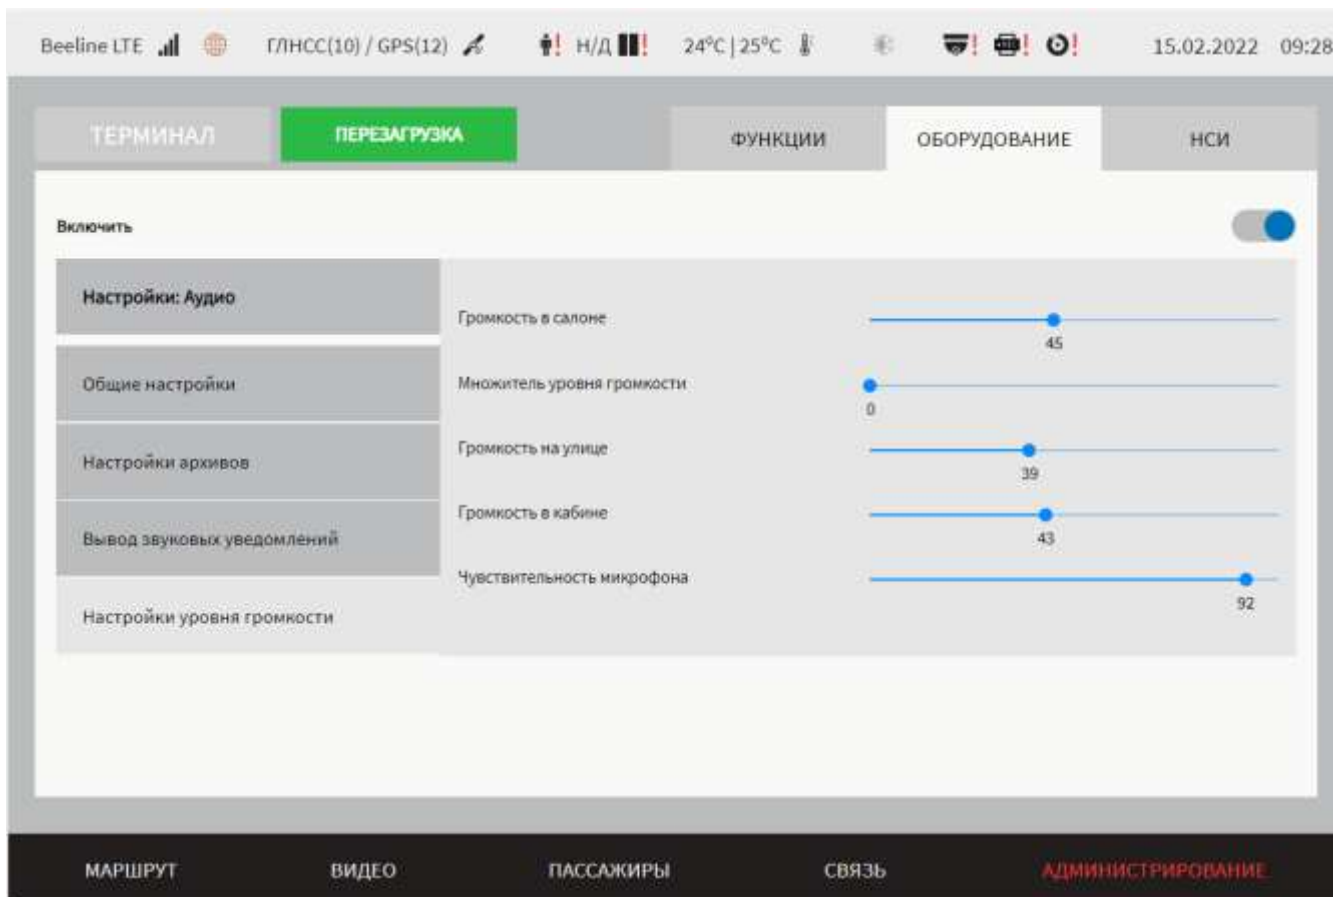 Beeline LTE ГЛНСС(10) / GPS(12) ! Н/Д ! 24°C | 25°C ! ! ! 15.02.2022 09:28
ТЕРМИНАЛ ПЕРЕЗАГРУЗКА ФУНКЦИИ ОБОРУДОВАНИЕ НСИ
Включить
Настройки: Аудио
Общие настройки
Настройки архивов
Вывод звуковых уведомлений
Настройки уровня громкости
Громкость в салоне
45
Множитель уровня громкости
0
Громкость на улице
39
Громкость в кабине
43
Чувствительность микрофона
92
МАРШРУТ ВИДЕО ПАССАЖИРЫ СВЯЗЬ АДМИНИСТРИРОВАНИЕ